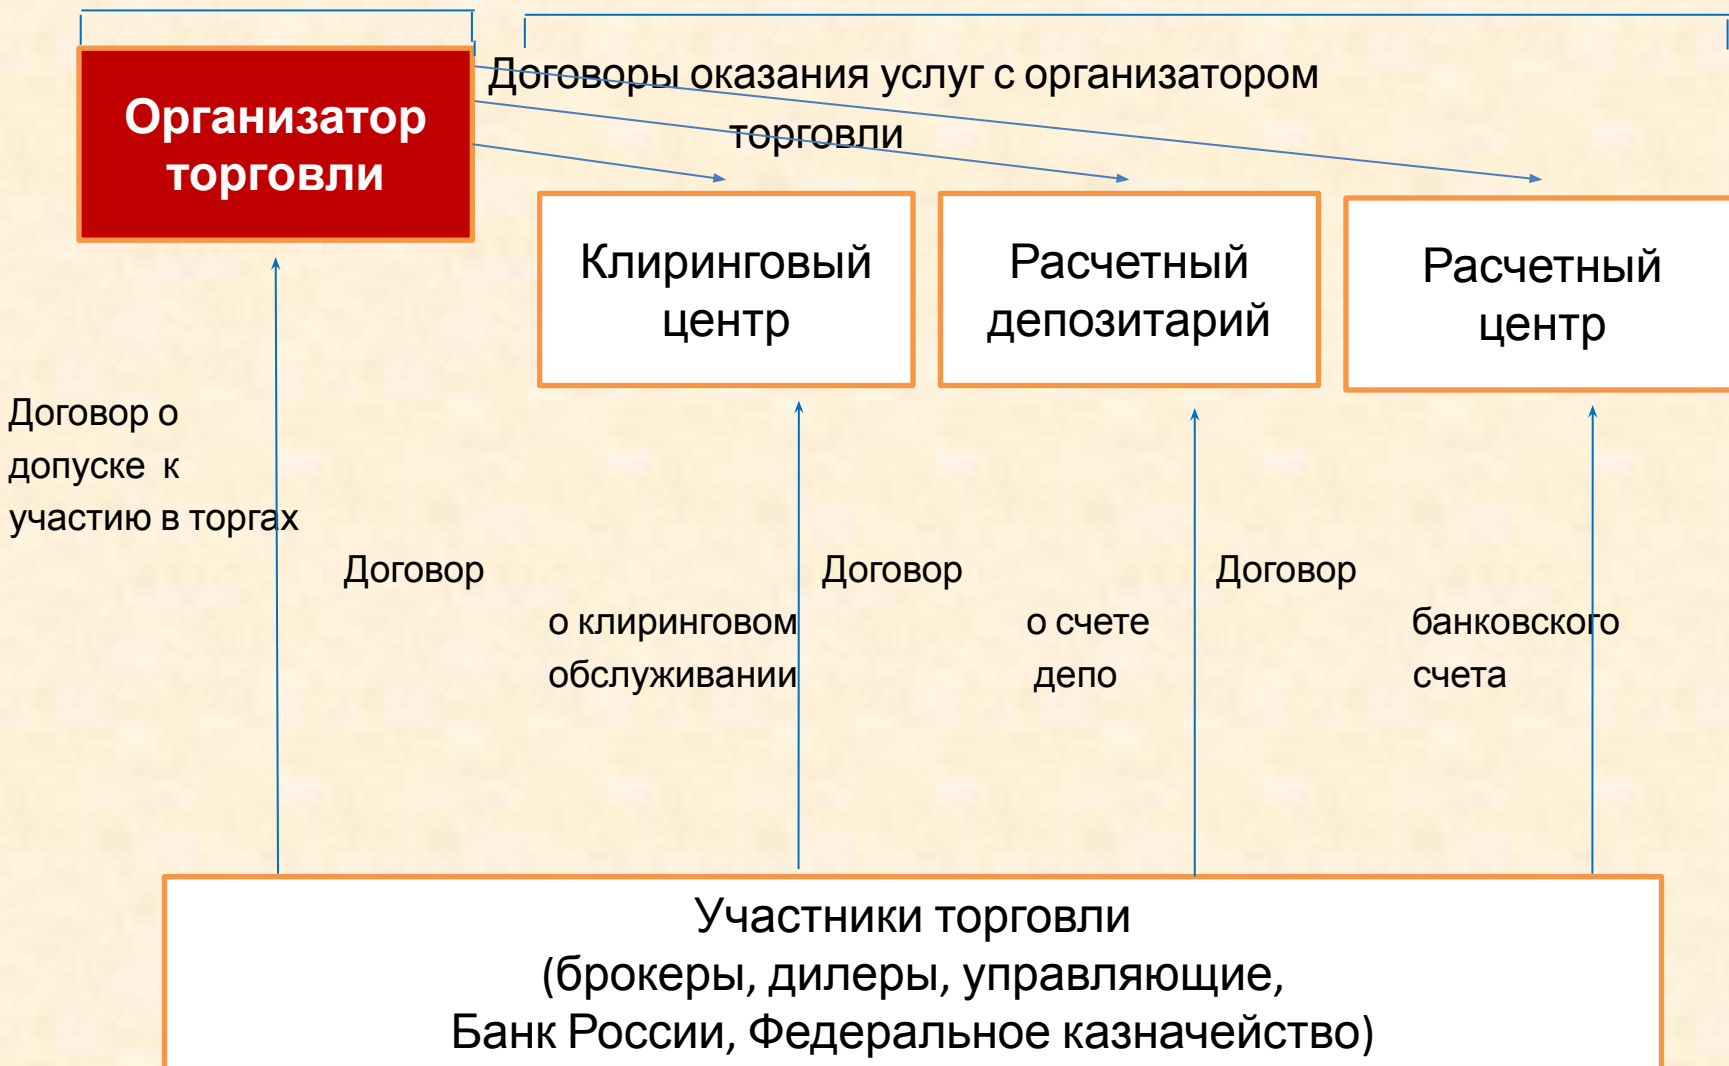 Договоры оказания услуг с организатором
торговли
Организатор
торговли
Клиринговый
центр
Расчетный
депозитарий
Расчетный
центр
Договор о
допуске к
участию в торгах
Договор
о клиринговом
обслуживании
Договор
о счете
депо
Договор
банковского
счета
Участники торговли
(брокеры, дилеры, управляющие,
Банк России, Федеральное казначейство)